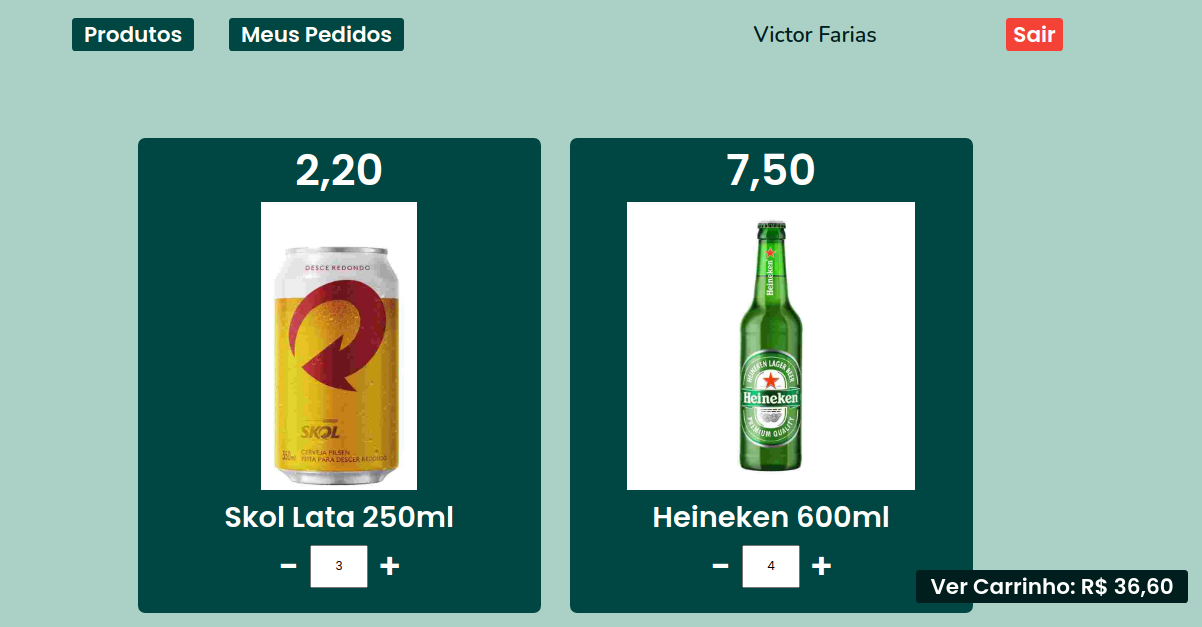 Produtos
Meus Pedidos
Victor Farias
Sair
2,20
7,50
DESCE REDONDO
SKOL
CERVEJA PILSEN
FEITA PARA DESCER REDONDO
Heineken
HEINEKEN LAGER BEER
Heineken
PREMIUM QUALITY
Skol Lata 250ml
Heineken 600ml
− 3 +
− 4 +
Ver Carrinho: R$ 36,60